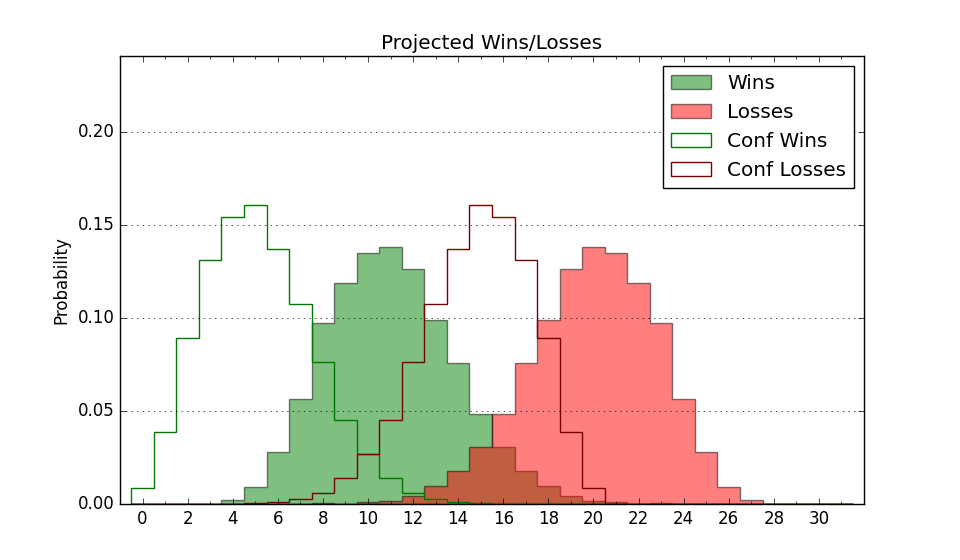 Projected Wins/Losses
Wins
Losses
Conf Wins
Conf Losses
Probability
0.20
0.15
0.10
0.05
0.00
0 2 4 6 8 10 12 14 16 18 20 22 24 26 28 30